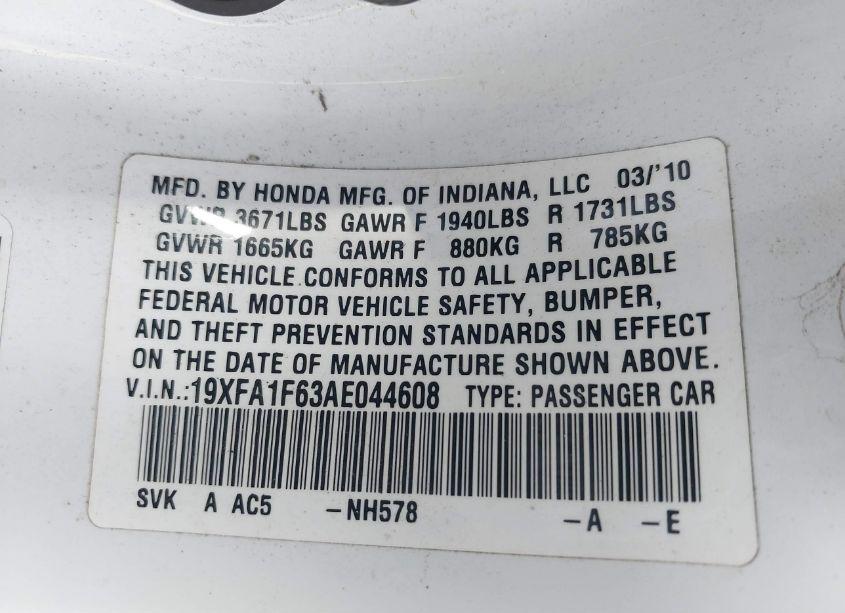 MFD. BY HONDA MFG. OF INDIANA, LLC 03/'10
GVWR 3671LBS GAWR F 1940LBS R 1731LBS
GVWR 1665KG GAWR F 880KG R 785KG
THIS VEHICLE CONFORMS TO ALL APPLICABLE
FEDERAL MOTOR VEHICLE SAFETY, BUMPER,
AND THEFT PREVENTION STANDARDS IN EFFECT
ON THE DATE OF MANUFACTURE SHOWN ABOVE.
V.I.N.:19XFA1F63AE044608 TYPE: PASSENGER CAR
SVK A AC5 -NH578 -A -E